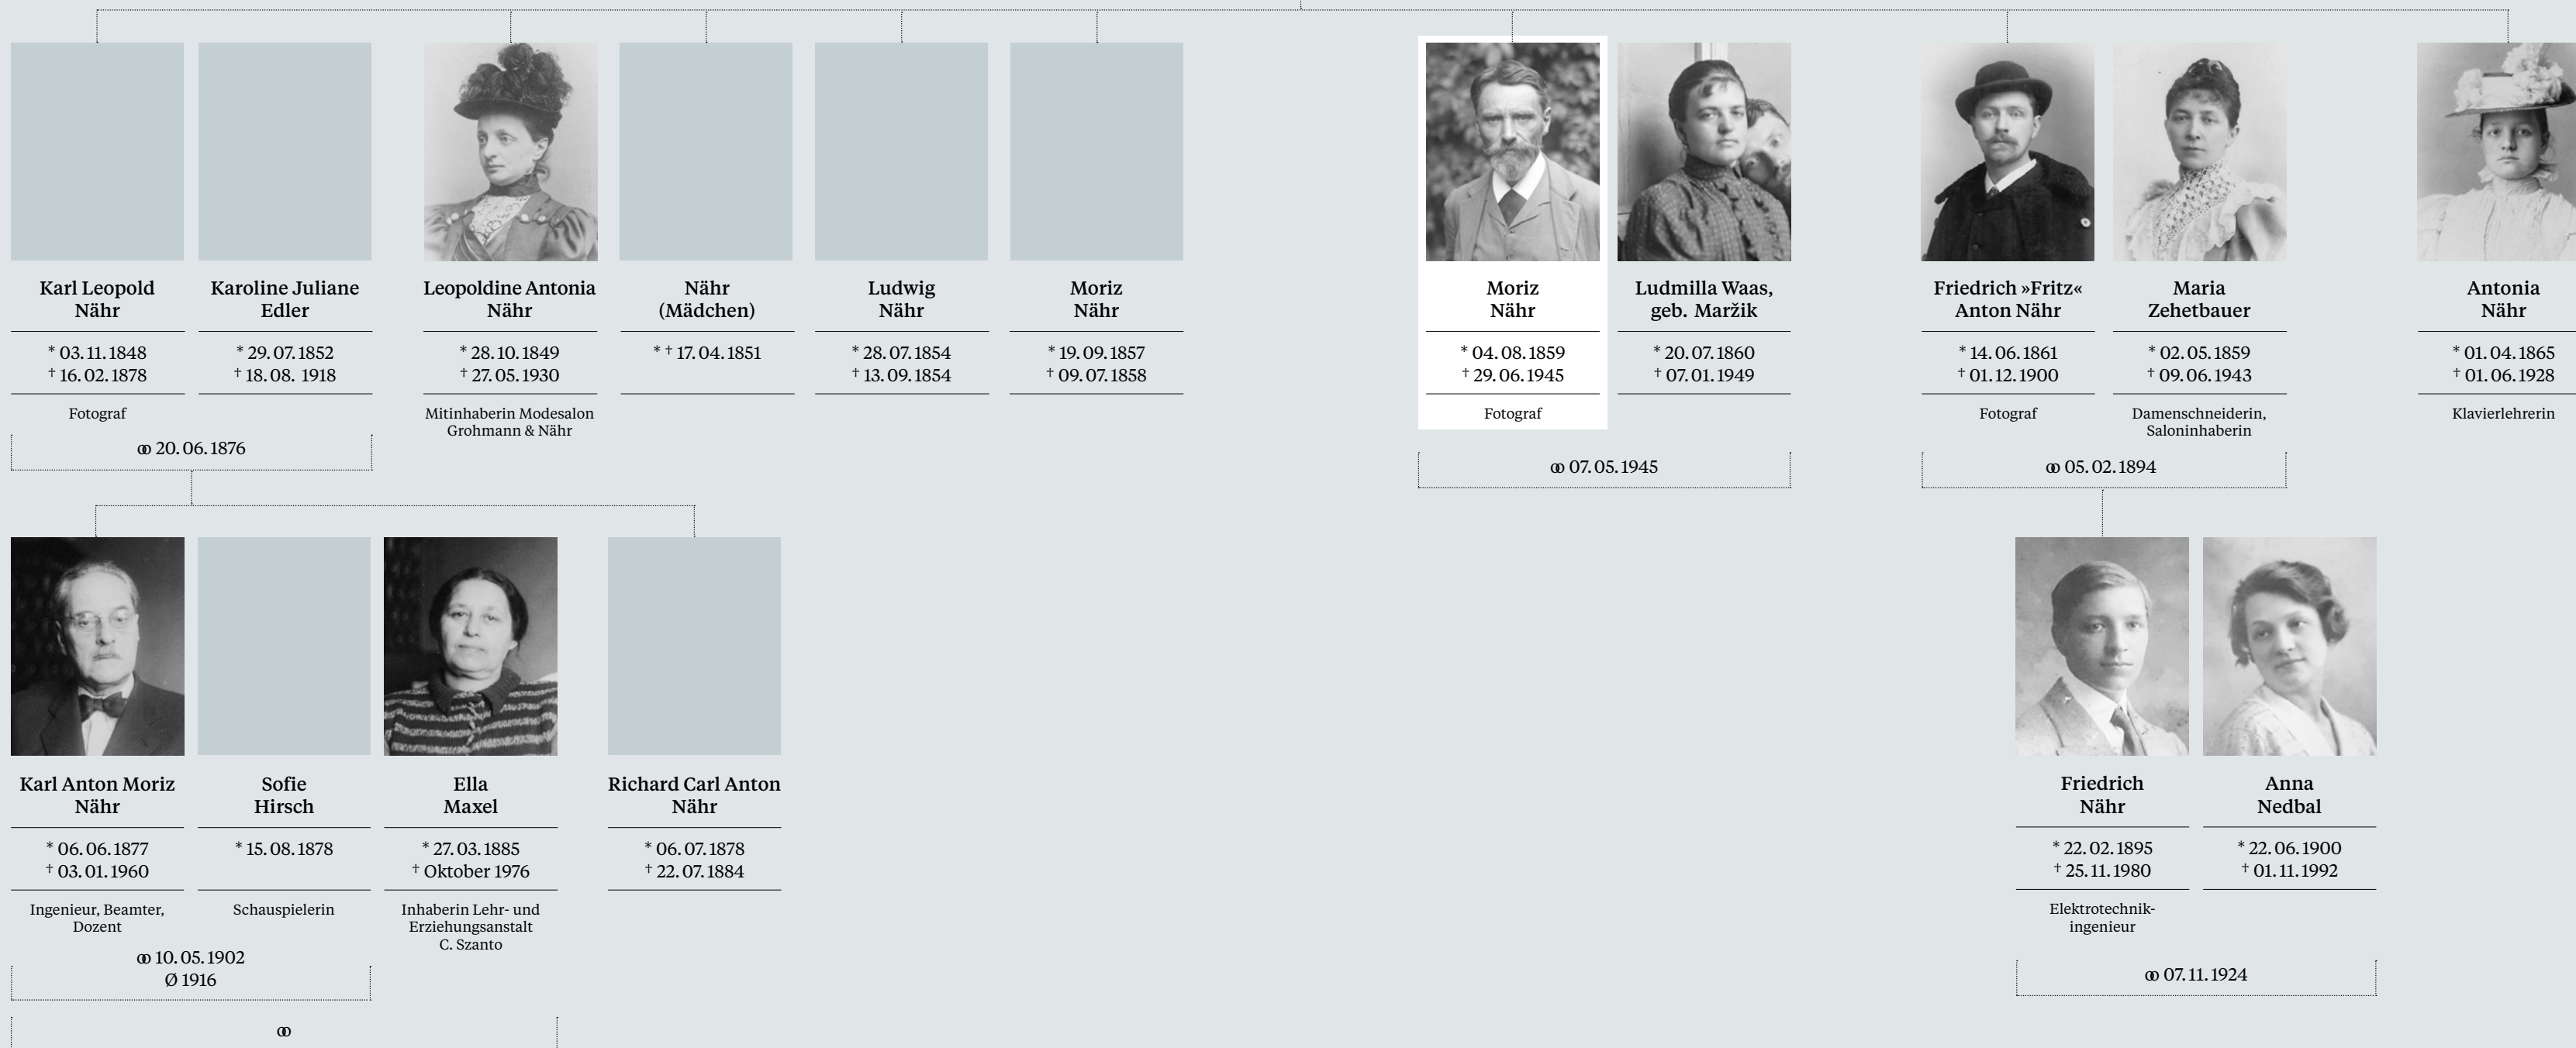 Karl Leopold
Nähr
* 03.11.1848
† 16.02.1878
Fotograf
Karoline Juliane
Edler
* 29.07.1852
† 18.08. 1918
⚭ 20.06.1876
Leopoldine Antonia
Nähr
* 28.10.1849
† 27.05.1930
Mitinhaberin Modesalon
Grohmann & Nähr
Nähr
(Mädchen)
* † 17.04.1851
Ludwig
Nähr
* 28.07.1854
† 13.09.1854
Moriz
Nähr
* 19.09.1857
† 09.07.1858
Moriz
Nähr
* 04.08.1859
† 29.06.1945
Fotograf
Ludmilla Waas,
geb. Maržik
* 20.07.1860
† 07.01.1949
⚭ 07.05.1945
Friedrich »Fritz«
Anton Nähr
* 14.06.1861
† 01.12.1900
Fotograf
Maria
Zehetbauer
* 02.05.1859
† 09.06.1943
Damenschneiderin,
Saloninhaberin
⚭ 05.02.1894
Antonia
Nähr
* 01.04.1865
† 01.06.1928
Klavierlehrerin
Karl Anton Moriz
Nähr
* 06.06.1877
† 03.01.1960
Ingenieur, Beamter,
Dozent
Sofie
Hirsch
* 15.08.1878
Schauspielerin
⚭ 10.05.1902
Ø 1916
Ella
Maxel
* 27.03.1885
† Oktober 1976
Inhaberin Lehr- und
Erziehungsanstalt
C. Szanto
⚭
Richard Carl Anton
Nähr
* 06.07.1878
† 22.07.1884
Friedrich
Nähr
* 22.02.1895
† 25.11.1980
Elektrotechnik-
ingenieur
Anna
Nedbal
* 22.06.1900
† 01.11.1992
⚭ 07.11.1924